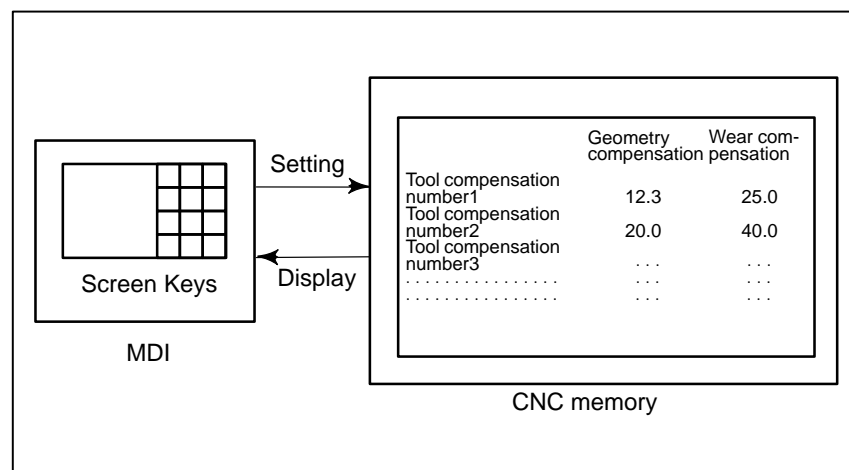 Setting
Display
Screen Keys
MDI
Geometry compensation
Wear com-
pensation
Tool compensation
number1 12.3 25.0
Tool compensation
number2 20.0 40.0
Tool compensation
number3 . . . . . .
. . . . . . . . . . . . . . . . . . . . . .
. . . . . . . . . . . . . . . . . . . . . .
CNC memory